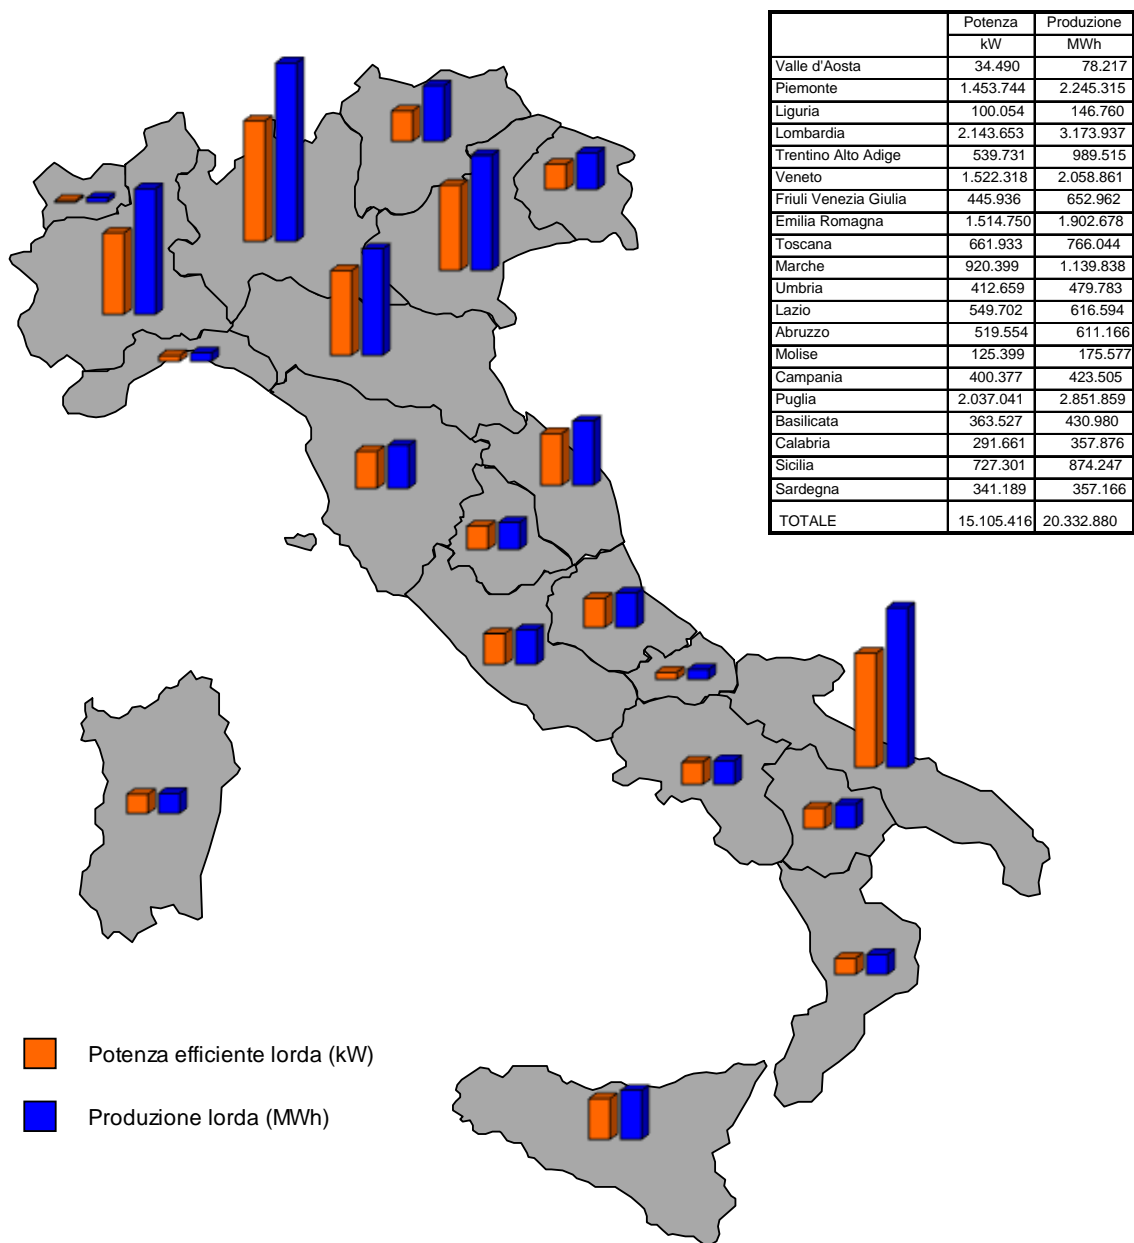 Potenza Produzione
kW MWh
Valle d'Aosta 34.490 78.217
Piemonte 1.453.744 2.245.315
Liguria 100.054 146.760
Lombardia 2.143.653 3.173.937
Trentino Alto Adige 539.731 989.515
Veneto 1.522.318 2.058.861
Friuli Venezia Giulia 445.936 652.962
Emilia Romagna 1.514.750 1.902.678
Toscana 661.933 766.044
Marche 920.399 1.139.838
Umbria 412.659 479.783
Lazio 549.702 616.594
Abruzzo 519.554 611.166
Molise 125.399 175.577
Campania 400.377 423.505
Puglia 2.037.041 2.851.859
Basilicata 363.527 430.980
Calabria 291.661 357.876
Sicilia 727.301 874.247
Sardegna 341.189 357.166
TOTALE 15.105.416 20.332.880
Potenza efficiente lorda (kW)
Produzione lorda (MWh)